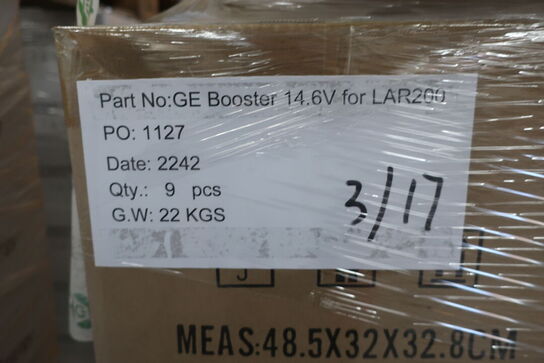 Part No:GE Booster 14.6V for LAR200
PO: 1127
Date: 2242
Qty.: 9 pcs
G.W: 22 KGS
3/17
MEAS:48.5X32X32.8CM